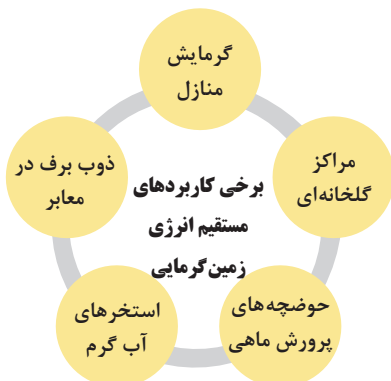 گرمایش
منازل
مراکز
گلخانه‌ای
حوضچه‌های
پرورش ماهی
استخرهای
آب گرم
ذوب برف در
معابر
برخی کاربردهای
مستقیم انرژی
زمین‌گرمایی